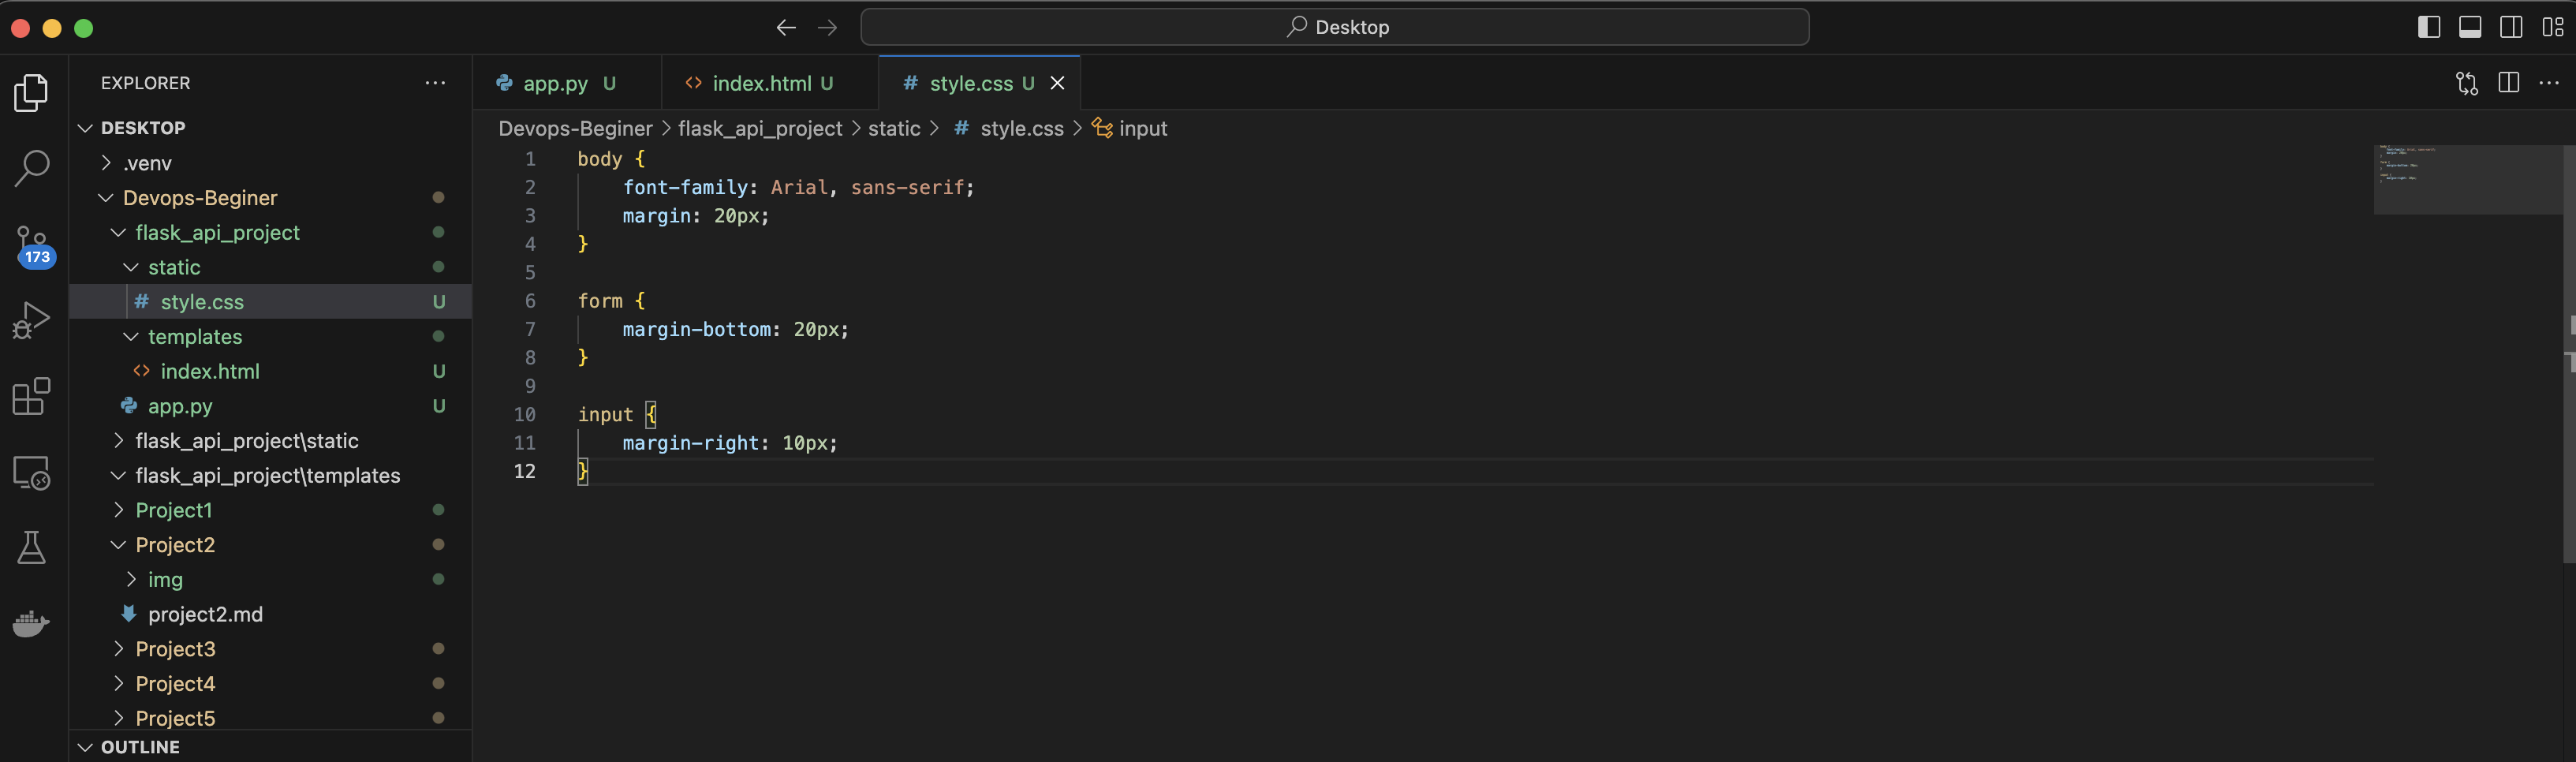 Desktop
EXPLORER
DESKTOP
.venv
Devops-Beginer
flask_api_project
static
# style.css U
templates
<> index.html U
app.py U
flask_api_project\static
flask_api_project\templates
Project1
Project2
img
project2.md
Project3
Project4
Project5
OUTLINE
173
app.py U
<> index.html U
# style.css U
Devops-Beginer > flask_api_project > static > # style.css > input
1 body {
2     font-family: Arial, sans-serif;
3     margin: 20px;
4 }
5
6 form {
7     margin-bottom: 20px;
8 }
9
10 input {
11     margin-right: 10px;
12 }